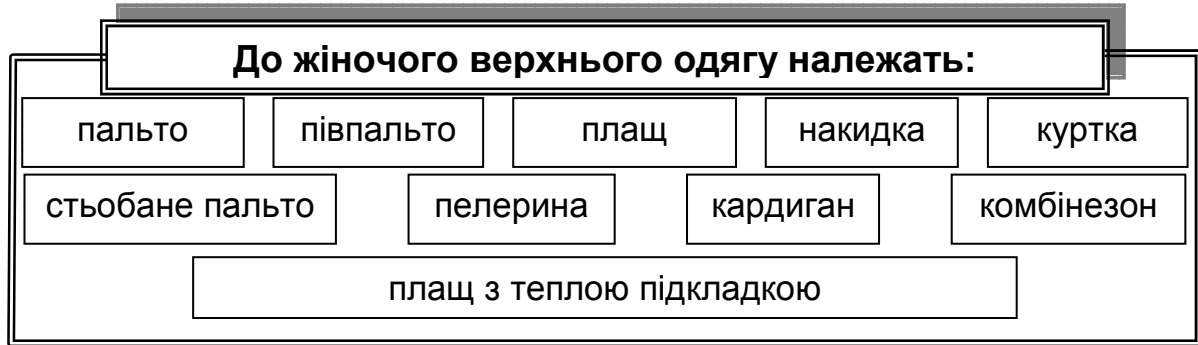 До жіночого верхнього одягу належать:
пальто півпальто плащ накидка куртка
стьобане пальто пелерина кардиган комбінезон
плащ з теплою підкладкою